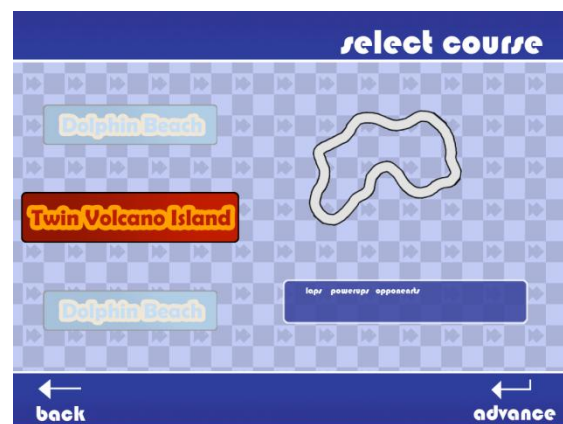 select course
Dolphin Beach
Twin Volcano Island
Dolphin Beach
laps powerups opponents
back
advance